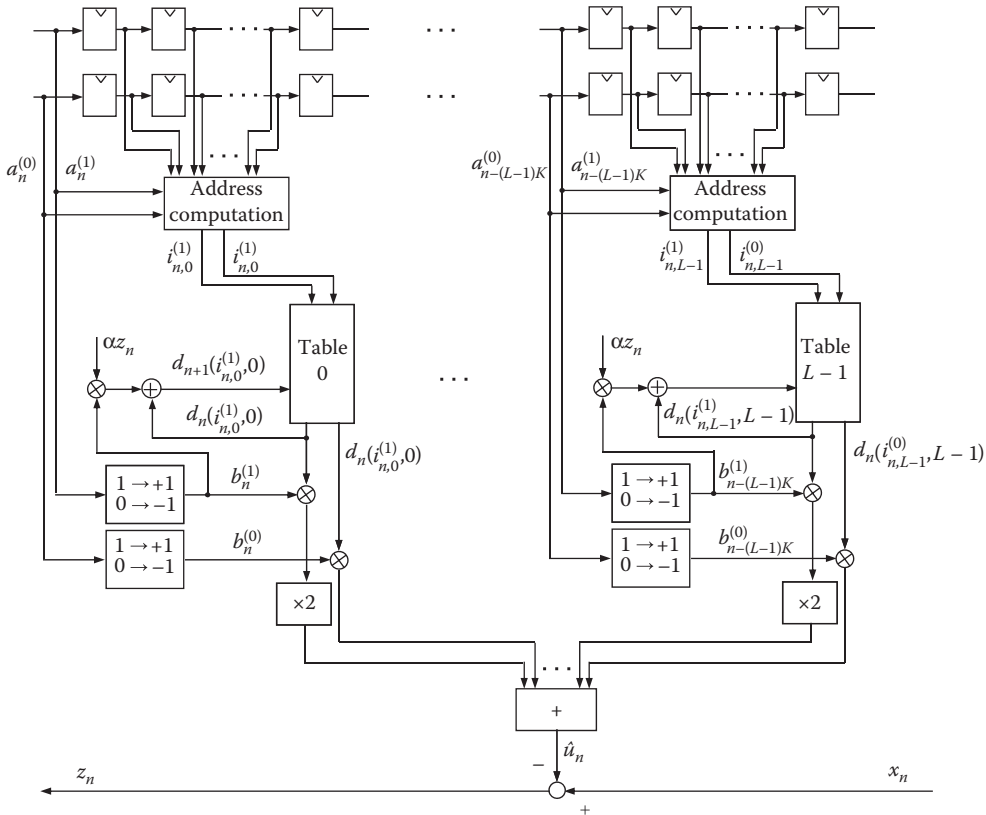 . . . . . . . . .
. . . . . . . . .
a_n^{(0)} a_n^{(1)} . . . a_{n-(L-1)K}^{(0)} a_{n-(L-1)K}^{(1)} . . .
Address
computation
Address
computation
i_{n,0}^{(1)} i_{n,0}^{(1)} i_{n,L-1}^{(1)} i_{n,L-1}^{(0)}
αz_n
d_{n+1}(i_{n,0}^{(1)},0)
Table
0
. . .
αz_n
Table
L – 1
d_n(i_{n,0}^{(1)},0)
d_n(i_{n,0}^{(1)},0)
d_n(i_{n,L-1}^{(1)}, L – 1)
d_n(i_{n,L-1}^{(0)}, L – 1)
1 → +1
0 → −1
b_n^{(1)}
1 → +1
0 → −1
b_{n-(L-1)K}^{(1)}
1 → +1
0 → −1
b_n^{(0)}
1 → +1
0 → −1
b_{n-(L-1)K}^{(0)}
×2
×2
. . .
+
− û_n
z_n
x_n
+